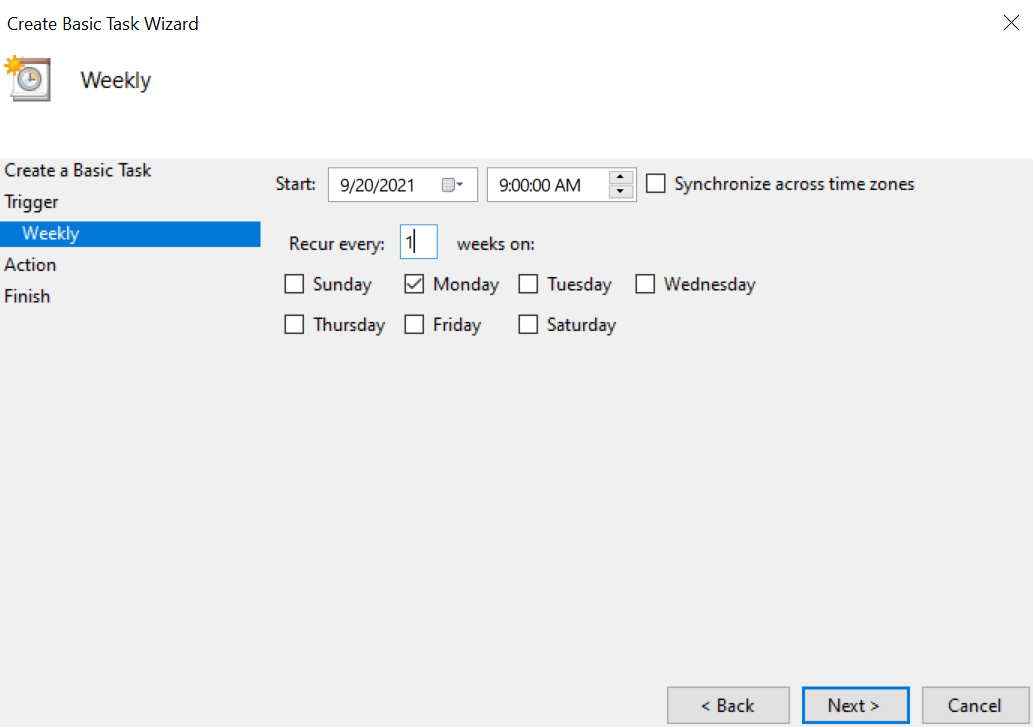 Create Basic Task Wizard
Weekly
Create a Basic Task
Trigger
Weekly
Action
Finish
Start: 9/20/2021 9:00:00 AM Synchronize across time zones
Recur every: 1 weeks on:
Sunday Monday Tuesday Wednesday
Thursday Friday Saturday
< Back Next > Cancel